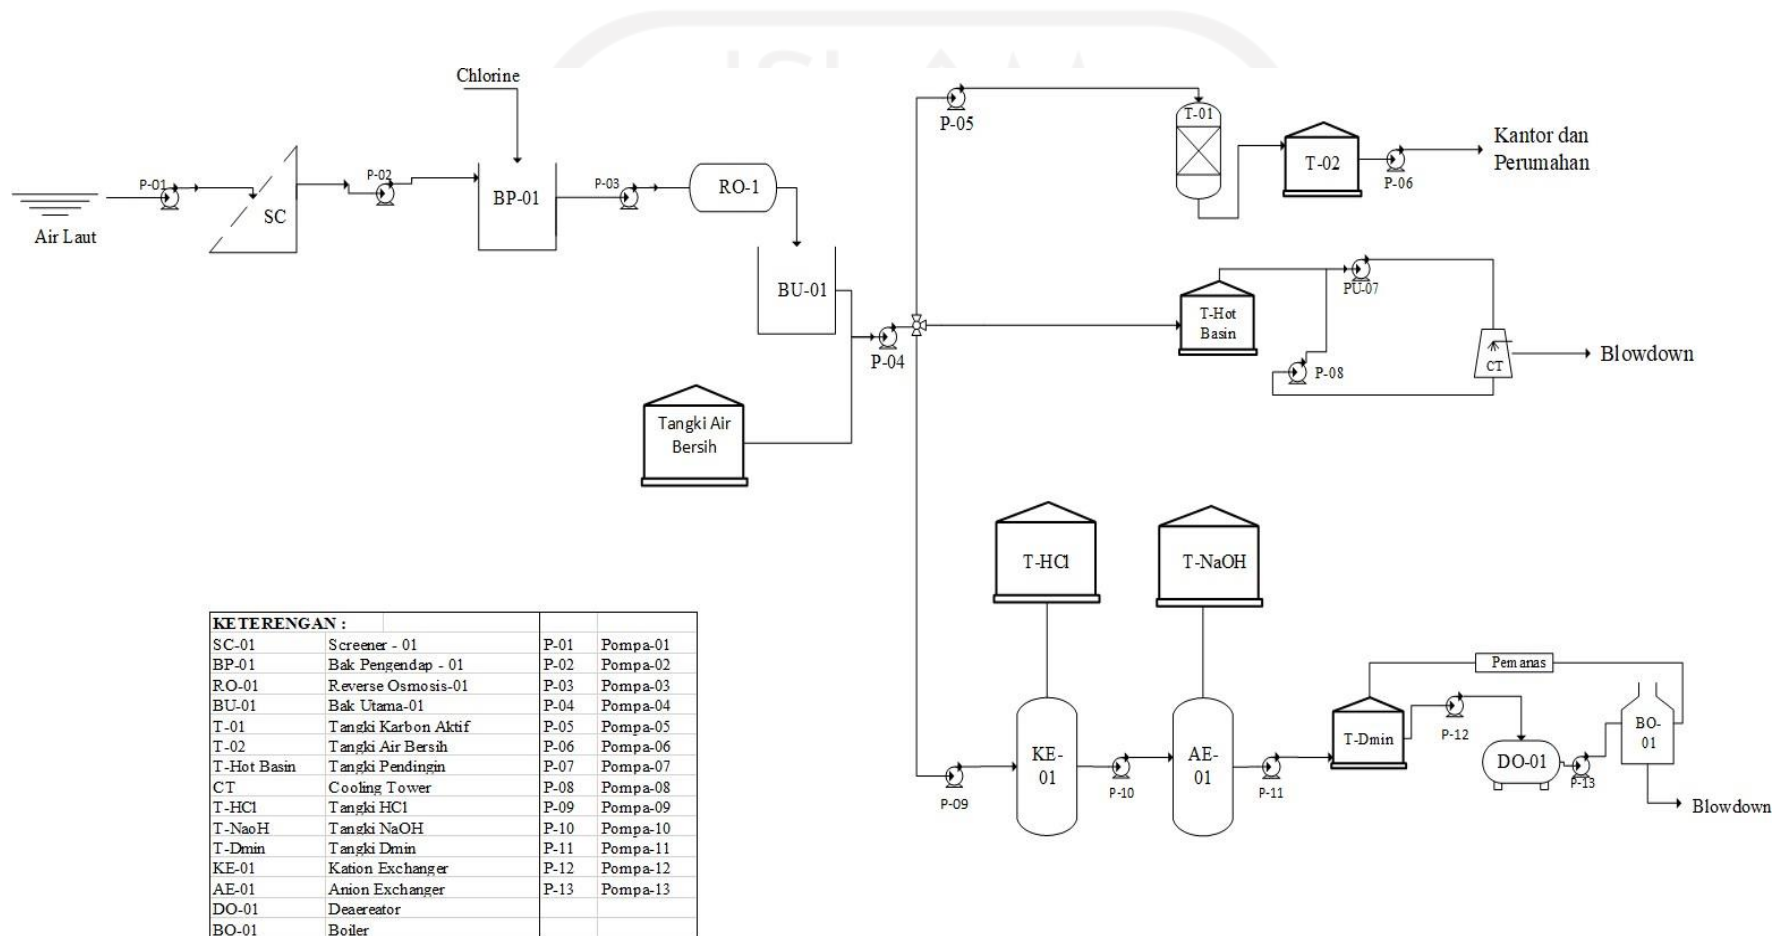 ISLAM
Chlorine
P-01
SC
Air Laut
P-02
BP-01
P-03
RO-1
BU-01
Tangki Air
Bersih
P-04
P-05
T-01
T-02
P-06
Kantor dan
Perumahan
T-Hot
Basin
PU-07
P-08
CT
Blowdown
T-HCl
T-NaOH
P-09
KE-
01
P-10
AE-
01
P-11
T-Dmin
Pemanas
P-12
DO-01
P-13
BO-
01
Blowdown
KETERENGAN :
SC-01 Screener - 01 P-01 Pompa-01
BP-01 Bak Pengendap - 01 P-02 Pompa-02
RO-01 Reverse Osmosis-01 P-03 Pompa-03
BU-01 Bak Utama-01 P-04 Pompa-04
T-01 Tangki Karbon Aktif P-05 Pompa-05
T-02 Tangki Air Bersih P-06 Pompa-06
T-Hot Basin Tangki Pendingin P-07 Pompa-07
CT Cooling Tower P-08 Pompa-08
T-HCl Tangki HCl P-09 Pompa-09
T-NaoH Tangki NaOH P-10 Pompa-10
T-Dmin Tangki Dmin P-11 Pompa-11
KE-01 Kation Exchanger P-12 Pompa-12
AE-01 Anion Exchanger P-13 Pompa-13
DO-01 Deaereator
BO-01 Boiler